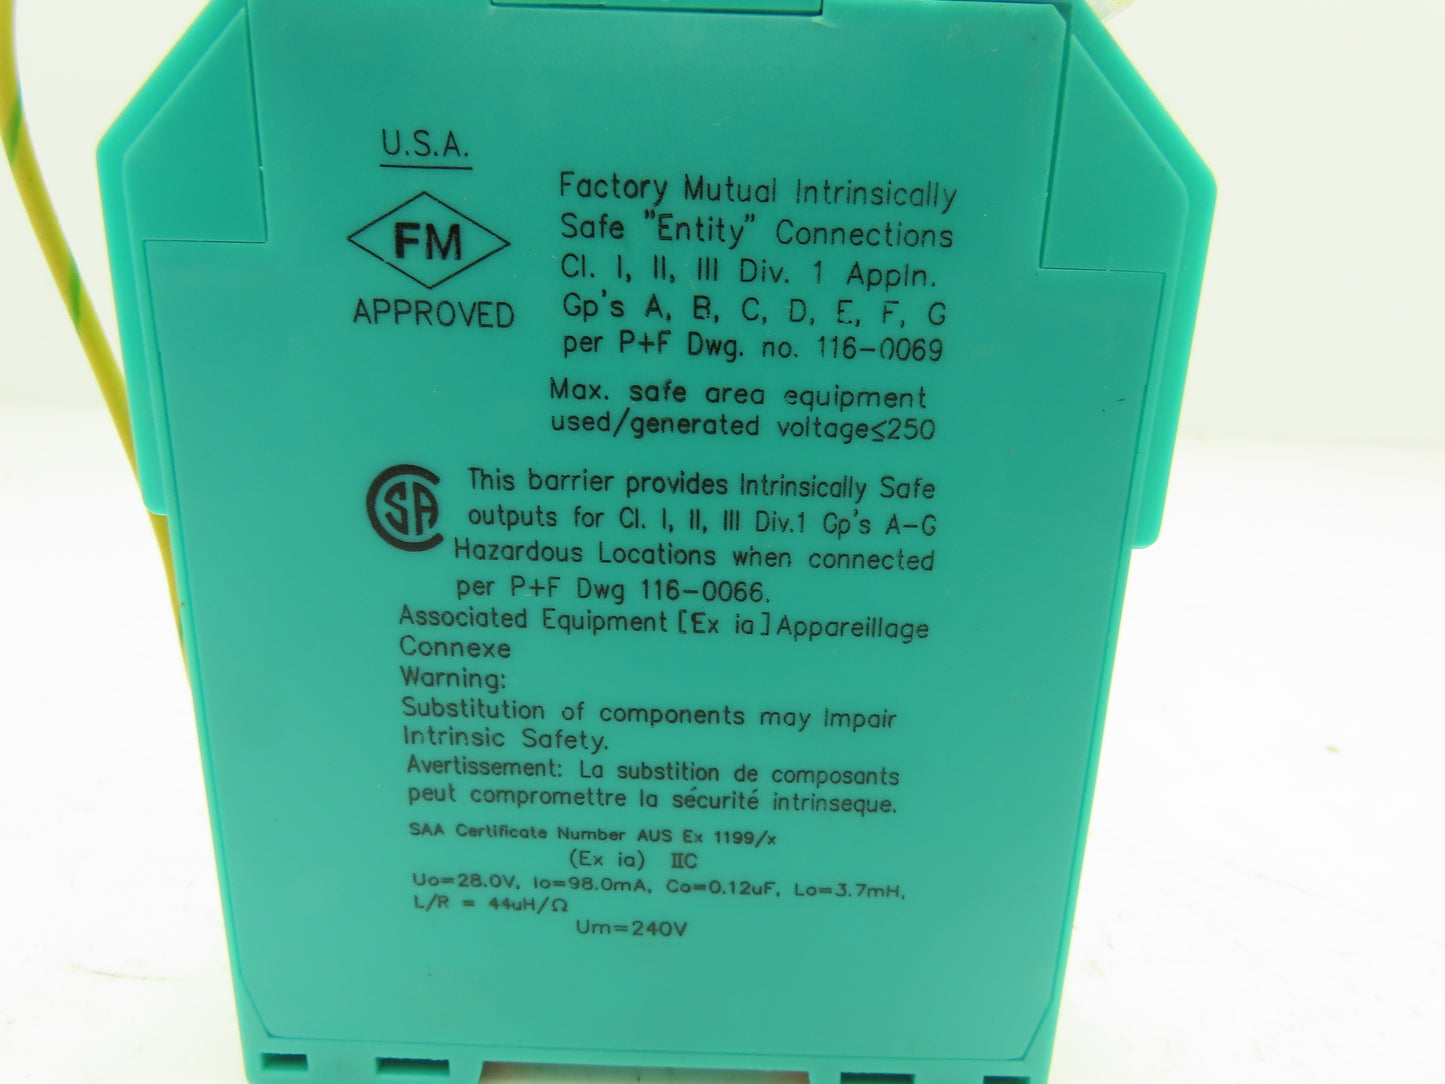 U.S.A.
FM
APPROVED
Factory Mutual Intrinsically
Safe "Entity" Connections
Cl. I, II, III Div. 1 Appln.
Gp's A, B, C, D, E, F, G
per P+F Dwg. no. 116-0069
Max. safe area equipment
used/generated voltage≤250
SA
This barrier provides Intrinsically Safe
outputs for Cl. I, II, III Div.1 Gp's A-G
Hazardous Locations when connected
per P+F Dwg 116-0066.
Associated Equipment [Ex ia] Appareillage
Connexe
Warning:
Substitution of components may impair
Intrinsic Safety.
Avertissement: La substition de composants
peut compromettre la sécurité intrinseque.
SAA Certificate Number AUS Ex 1199/x
(Ex ia) IIC
Uo=28.0V, Io=98.0mA, Co=0.12uF, Lo=3.7mH,
L/R = 44uH/Ω
Um=240V